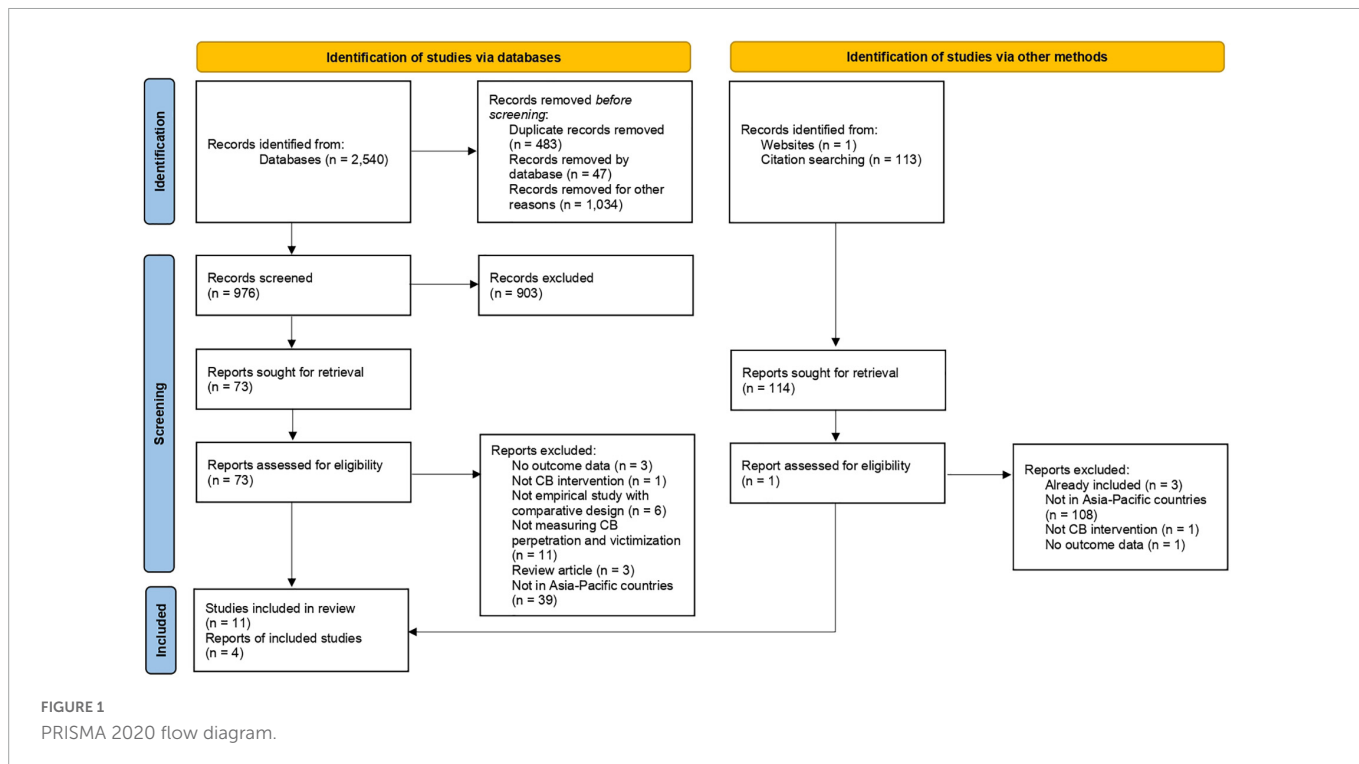 Identification of studies via databases
Identification of studies via other methods
Identification
Records identified from:
Databases (n = 2,540)
Records removed before
screening:
Duplicate records removed
(n = 483)
Records removed by
database (n = 47)
Records removed for other
reasons (n = 1,034)
Records identified from:
Websites (n = 1)
Citation searching (n = 113)
Screening
Records screened
(n = 976)
Records excluded
(n = 903)
Reports sought for retrieval
(n = 73)
Reports sought for retrieval
(n = 114)
Reports assessed for eligibility
(n = 73)
Reports excluded:
No outcome data (n = 3)
Not CB intervention (n = 1)
Not empirical study with
comparative design (n = 6)
Not measuring CB
perpetration and victimization
(n = 11)
Review article (n = 3)
Not in Asia-Pacific countries
(n = 39)
Report assessed for eligibility
(n = 1)
Reports excluded:
Already included (n = 3)
Not in Asia-Pacific countries
(n = 108)
Not CB intervention (n = 1)
No outcome data (n = 1)
Included
Studies included in review
(n = 11)
Reports of included studies
(n = 4)
FIGURE 1
PRISMA 2020 flow diagram.